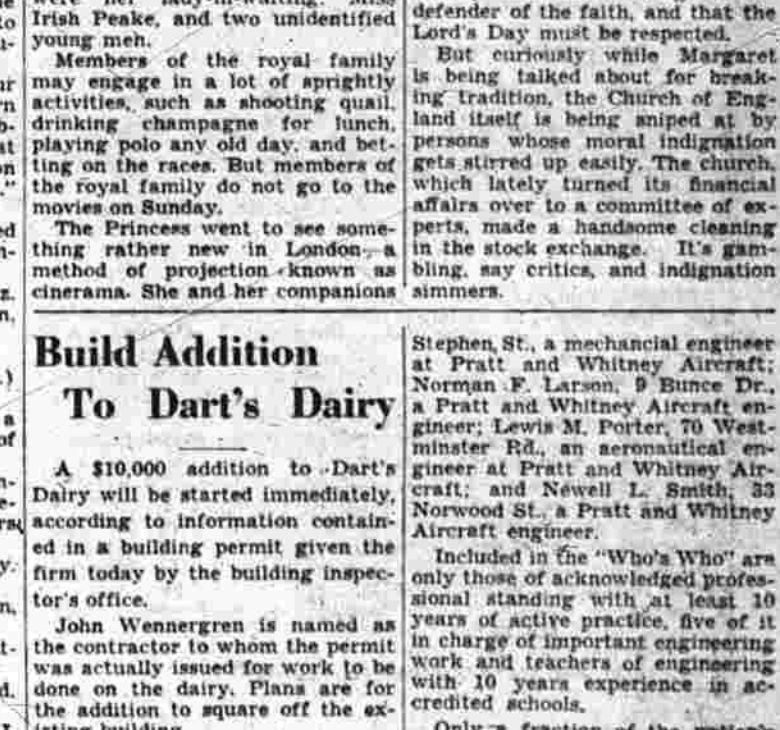 Irish Peake, and two unidentified
young meh.
Members of the royal family
may engage in a lot of sprightly
activities, such as shooting quail,
drinking champagne for lunch,
playing polo any old day, and bet-
ting on the races. But members of
the royal family do not go to the
movies on Sunday.
The Princess went to see some-
thing rather new in London—a
method of projection known as
cinerama. She and her companions
defender of the faith, and that the
Lord's Day must be respected.
But curiously while Margaret
is being talked about for break-
ing tradition, the Church of Eng-
land itself is being sniped at by
persons whose moral indignation
gets stirred up easily. The church,
which lately turned its financial
affairs over to a committee of ex-
perts, made a handsome cleaning
in the stock exchange. It's gam-
bling, say critics, and indignation
simmers.
Build Addition
To Dart's Dairy
A $10,000 addition to Dart's
Dairy will be started immediately,
according to information contain-
ed in a building permit given the
firm today by the building inspec-
tor's office.
John Wennergren is named as
the contractor to whom the permit
was actually issued for work to be
done on the dairy. Plans are for
the addition to square off the ex-
isting building.
Stephen, St., a mechancial engineer
at Pratt and Whitney Aircraft;
Norman F. Larson, 9 Bunce Dr.,
a Pratt and Whitney Aircraft en-
gineer; Lewis M. Porter, 70 West-
minster Rd., an aeronautical en-
gineer at Pratt and Whitney Air-
craft; and Newell L. Smith, 33
Norwood St., a Pratt and Whitney
Aircraft engineer.
Included in the "Who's Who" are
only those of acknowledged profes-
sional standing with at least 10
years of active practice, five of it
in charge of important engineering
work and teachers of engineering
with 10 years experience in ac-
credited schools.
Only a fraction of the